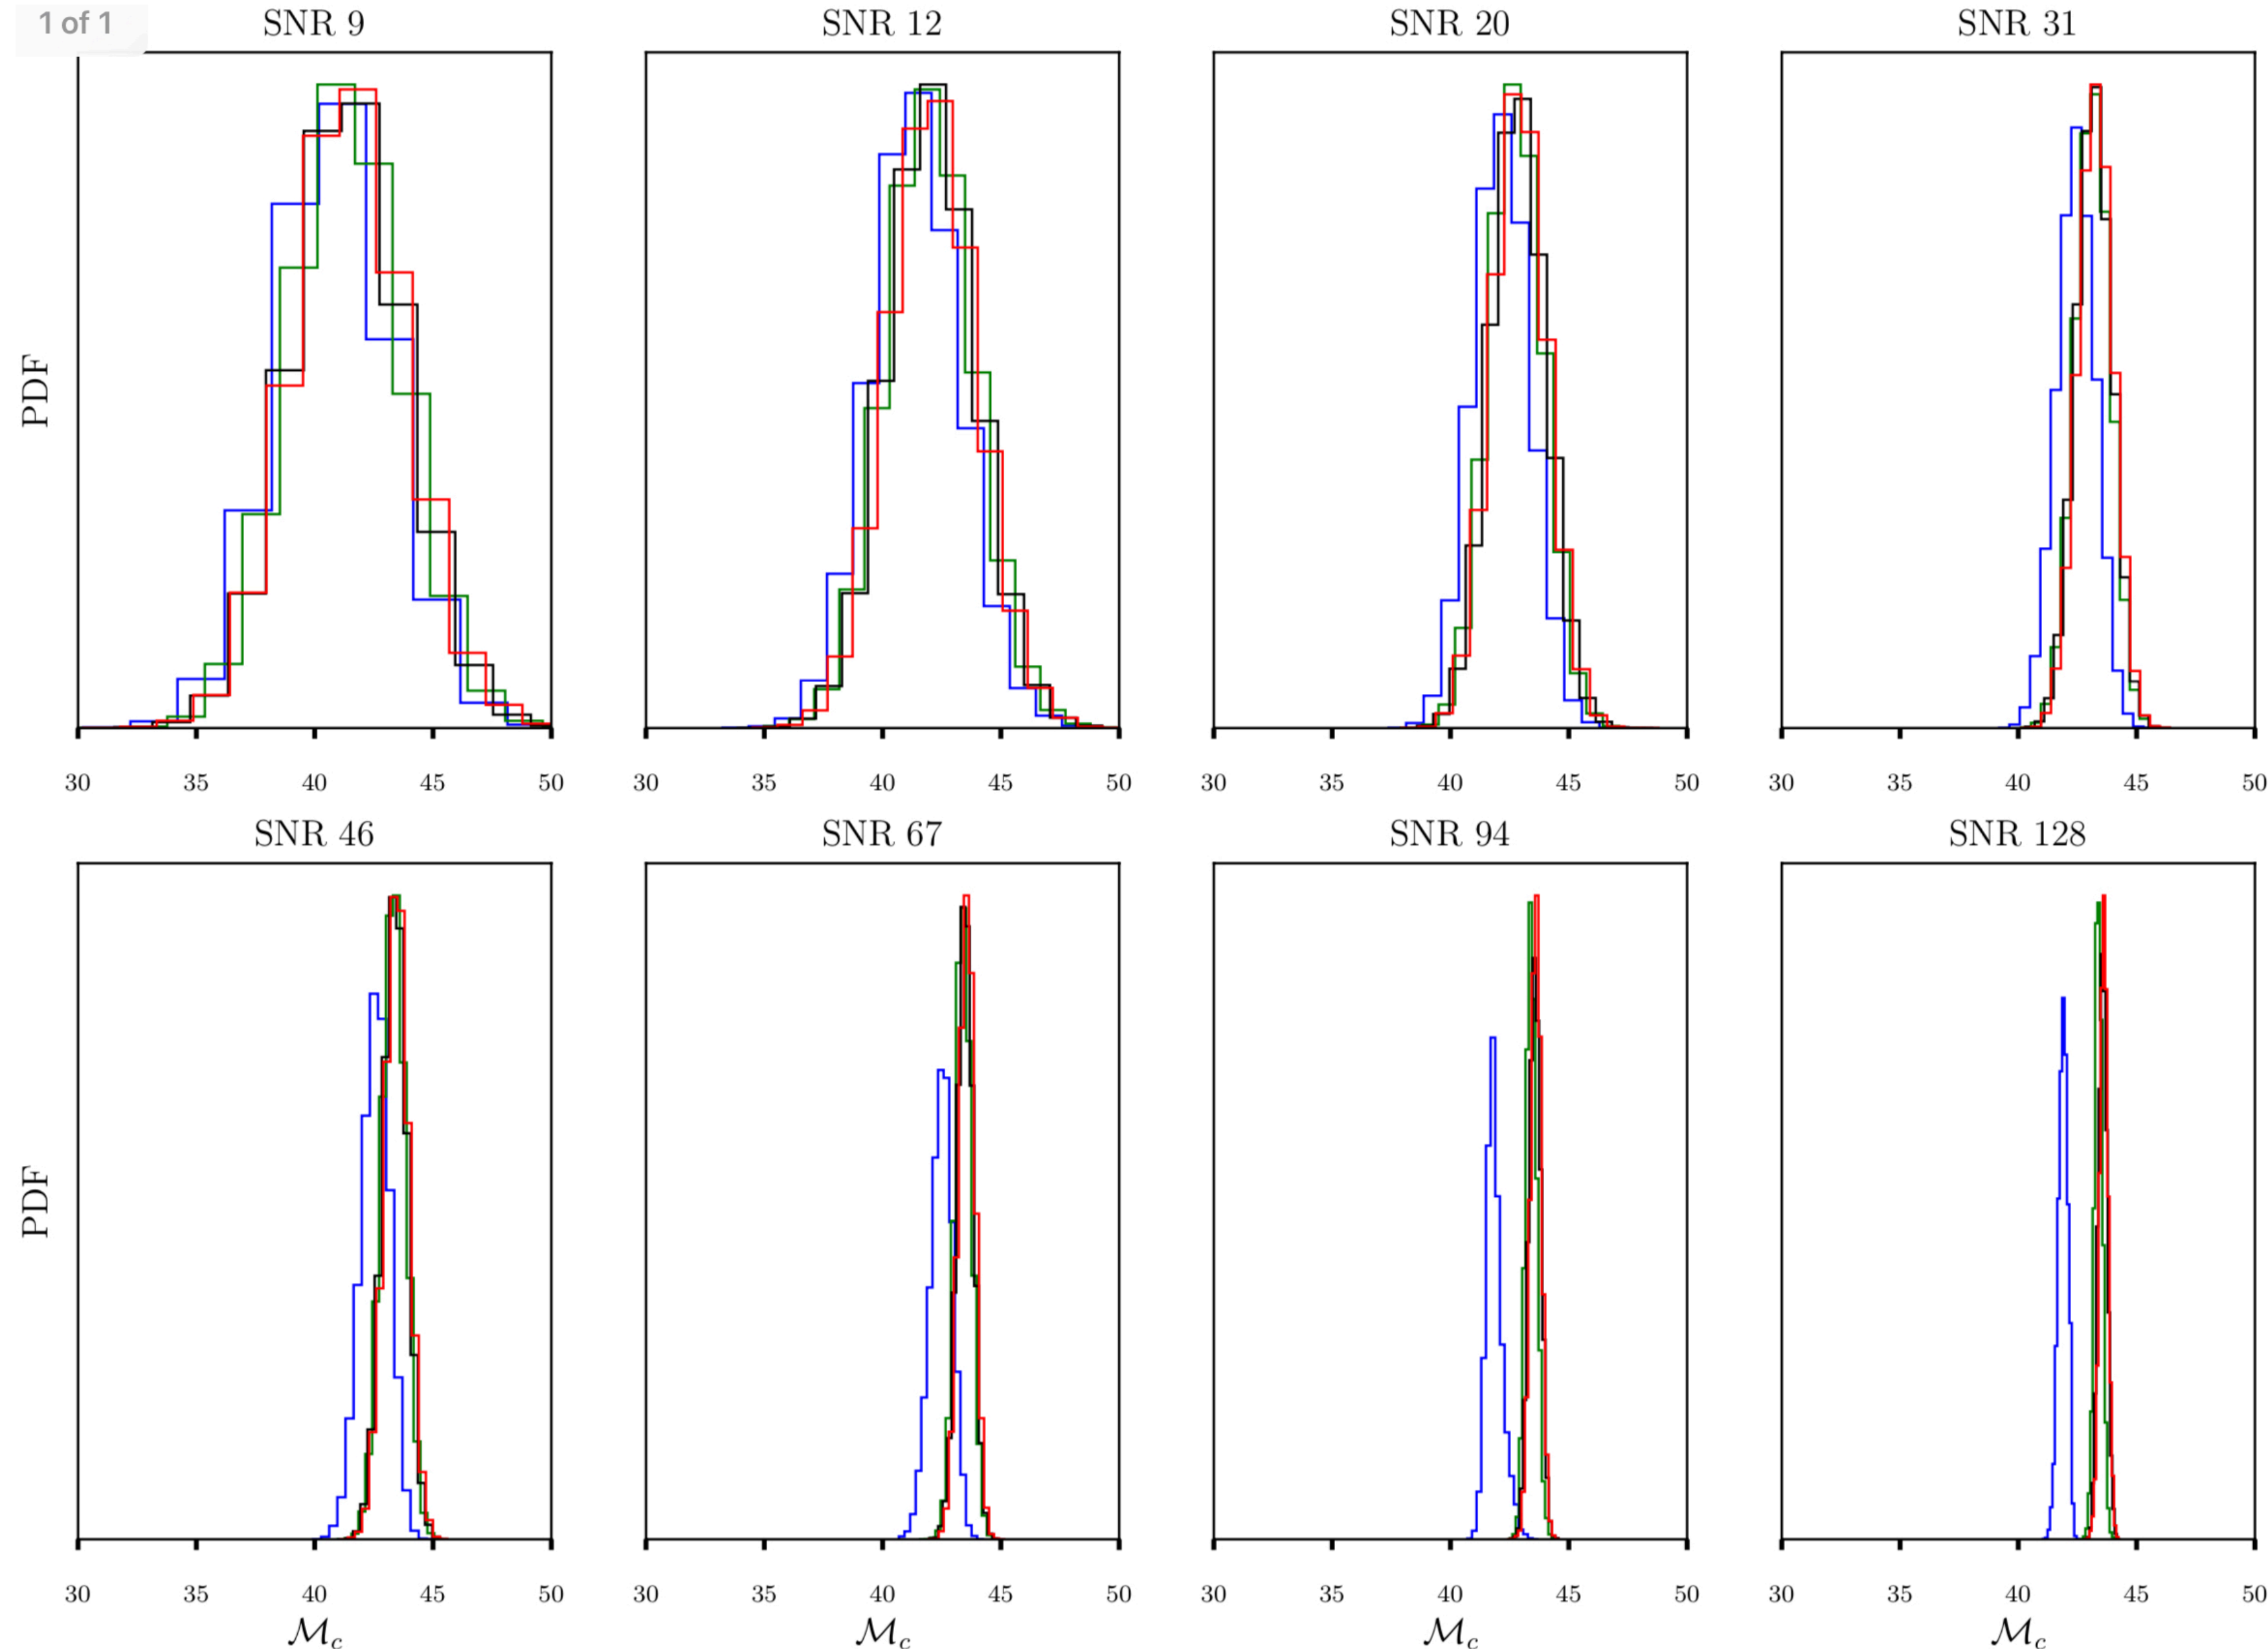 1 of 1
SNR 9 SNR 12 SNR 20 SNR 31
PDF
30 35 40 45 50 30 35 40 45 50 30 35 40 45 50 30 35 40 45 50
SNR 46 SNR 67 SNR 94 SNR 128
PDF
30 35 40 45 50 30 35 40 45 50 30 35 40 45 50 30 35 40 45 50
ℳc ℳc ℳc ℳc